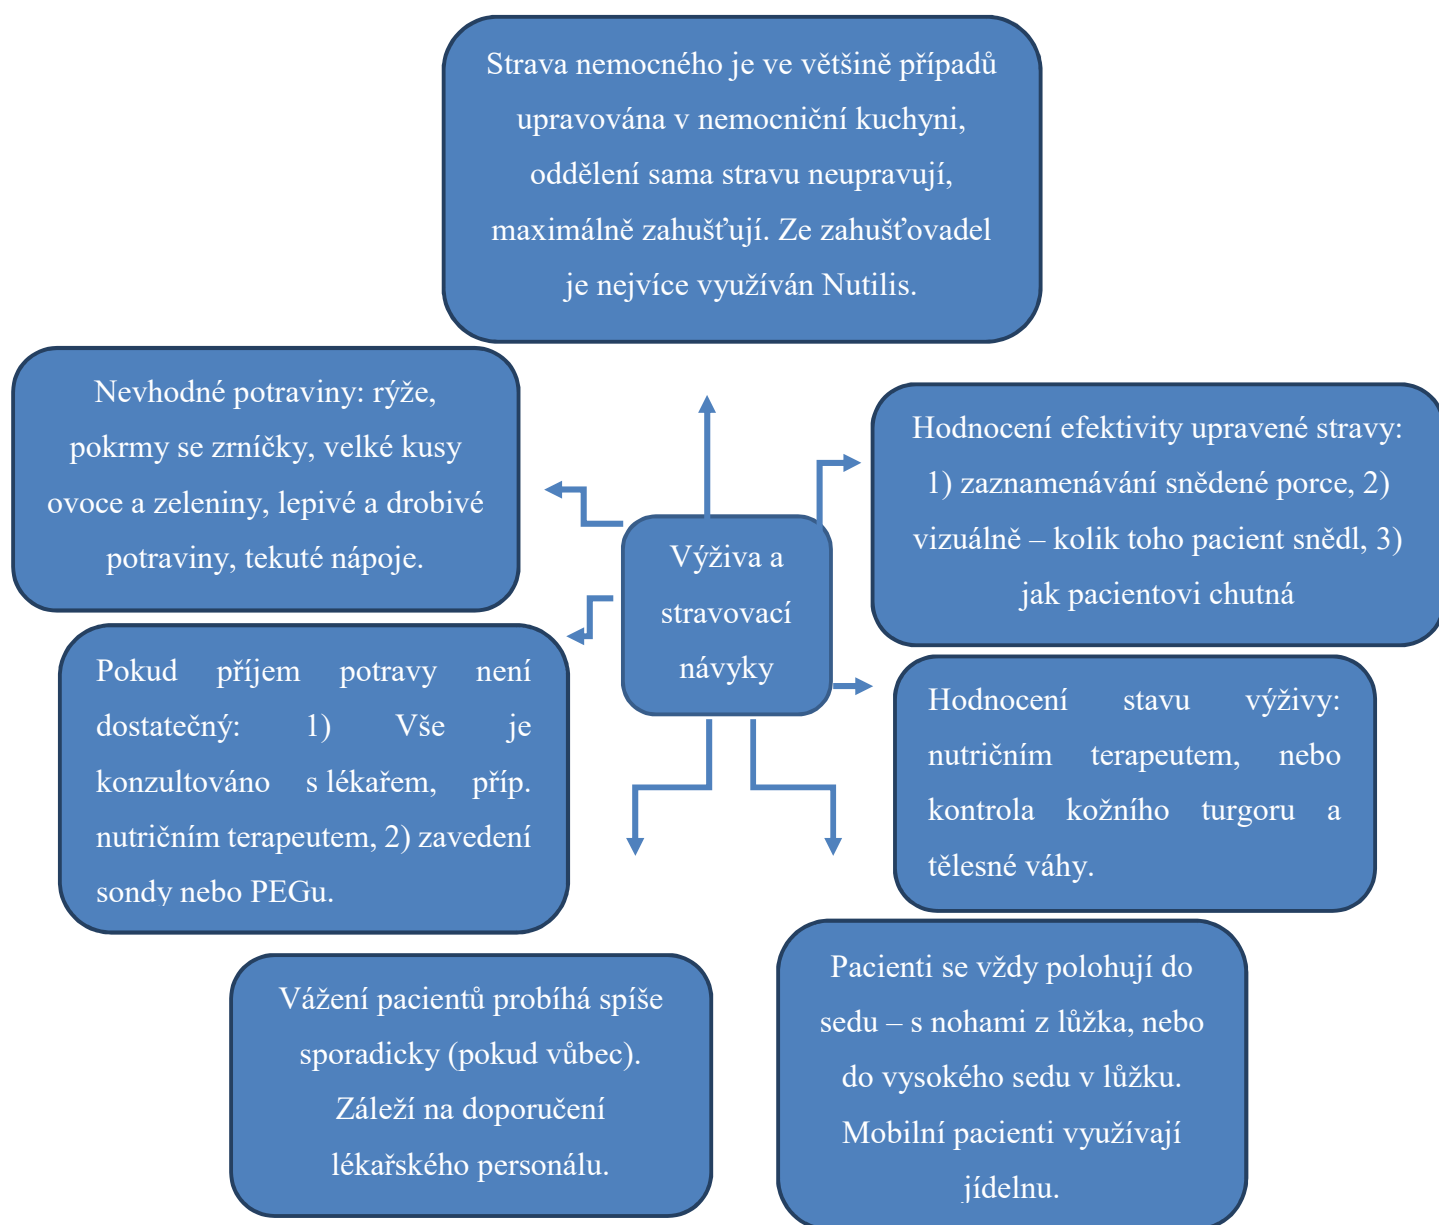 Strava nemocného je ve většině případů
upravována v nemocniční kuchyni,
oddělení sama stravu neupravují,
maximálně zahušťují. Ze zahušťovadel
je nejvíce využíván Nutilis.
Nevhodné potraviny: rýže,
pokrmy se zrníčky, velké kusy
ovoce a zeleniny, lepivé a drobivé
potraviny, tekuté nápoje.
Hodnocení efektivity upravené stravy:
1) zaznamenávání snědené porce, 2)
vizuálně – kolik toho pacient snědl, 3)
jak pacientovi chutná
Výživa a
stravovací
návyky
Pokud příjem potravy není
dostatečný: 1) Vše je
konzultováno s lékařem, příp.
nutričním terapeutem, 2) zavedení
sondy nebo PEGu.
Hodnocení stavu výživy:
nutričním terapeutem, nebo
kontrola kožního turgoru a
tělesné váhy.
Vážení pacientů probíhá spíše
sporadicky (pokud vůbec).
Záleží na doporučení
lékařského personálu.
Pacienti se vždy polohují do
sedu – s nohami z lůžka, nebo
do vysokého sedu v lůžku.
Mobilní pacienti využívají
jídelnu.